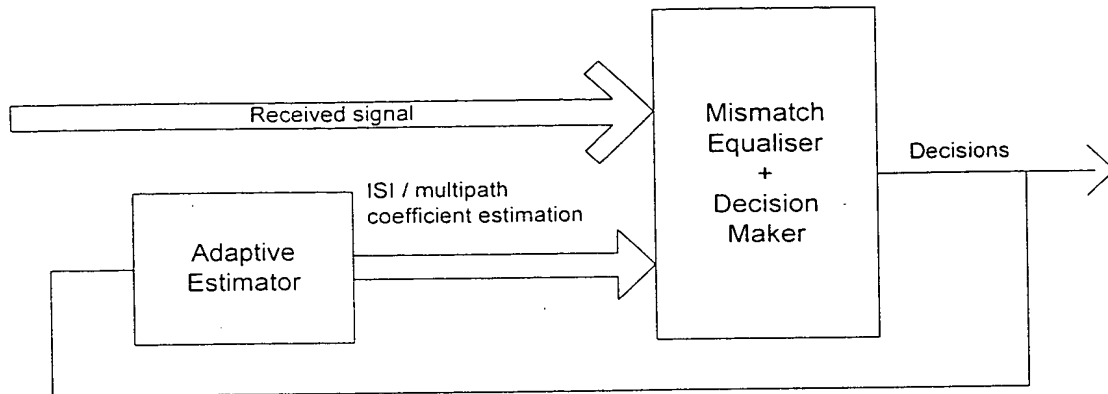 Received signal
Mismatch
Equaliser
+
Decision
Maker
Decisions
ISI / multipath
coefficient estimation
Adaptive
Estimator